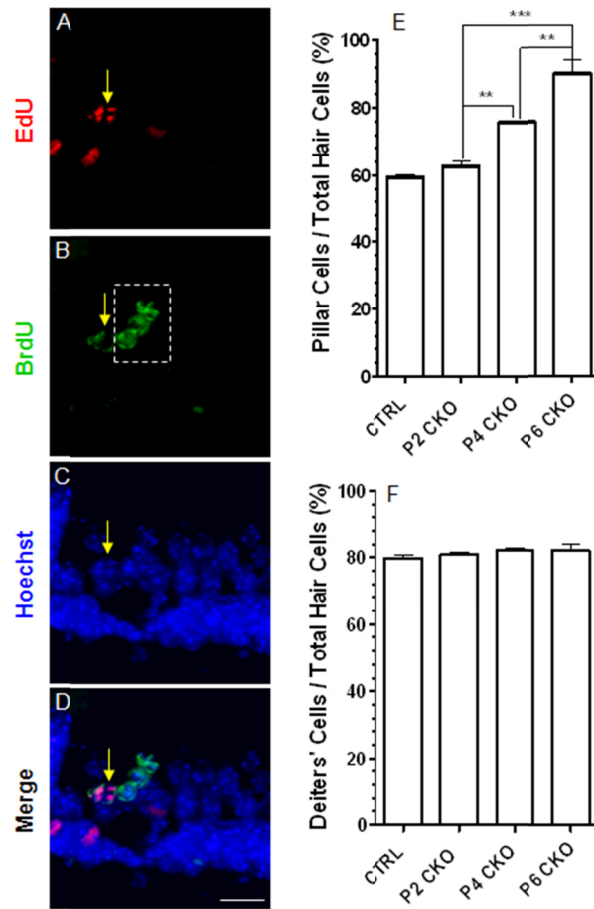 A
EdU
B
BrdU
C
Hoechst
D
Merge
E
Pillar Cells / Total Hair Cells (%)
100
80
60
40
20
0
***
**
**
CTRL
P2 CKO
P4 CKO
P6 CKO
F
Deiters' Cells / Total Hair Cells (%)
100
80
60
40
20
0
CTRL
P2 CKO
P4 CKO
P6 CKO